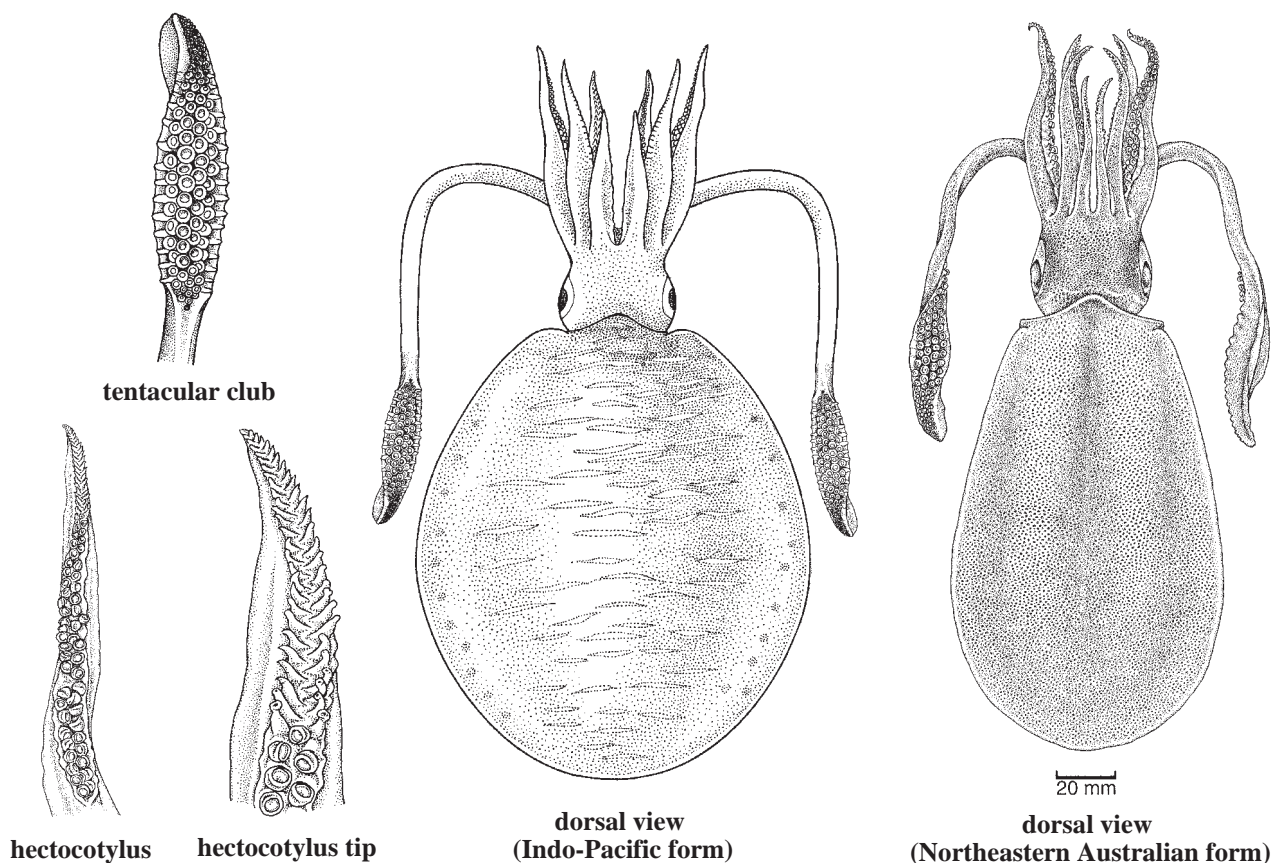 tentacular club
hectocotylus
hectocotylus tip
dorsal view
(Indo-Pacific form)
20 mm
dorsal view
(Northeastern Australian form)